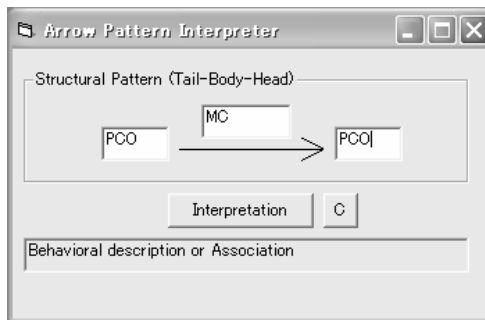 Arrow Pattern Interpreter
Structural Pattern (Tail-Body-Head)
MC
PCO PCO
Interpretation C
Behavioral description or Association